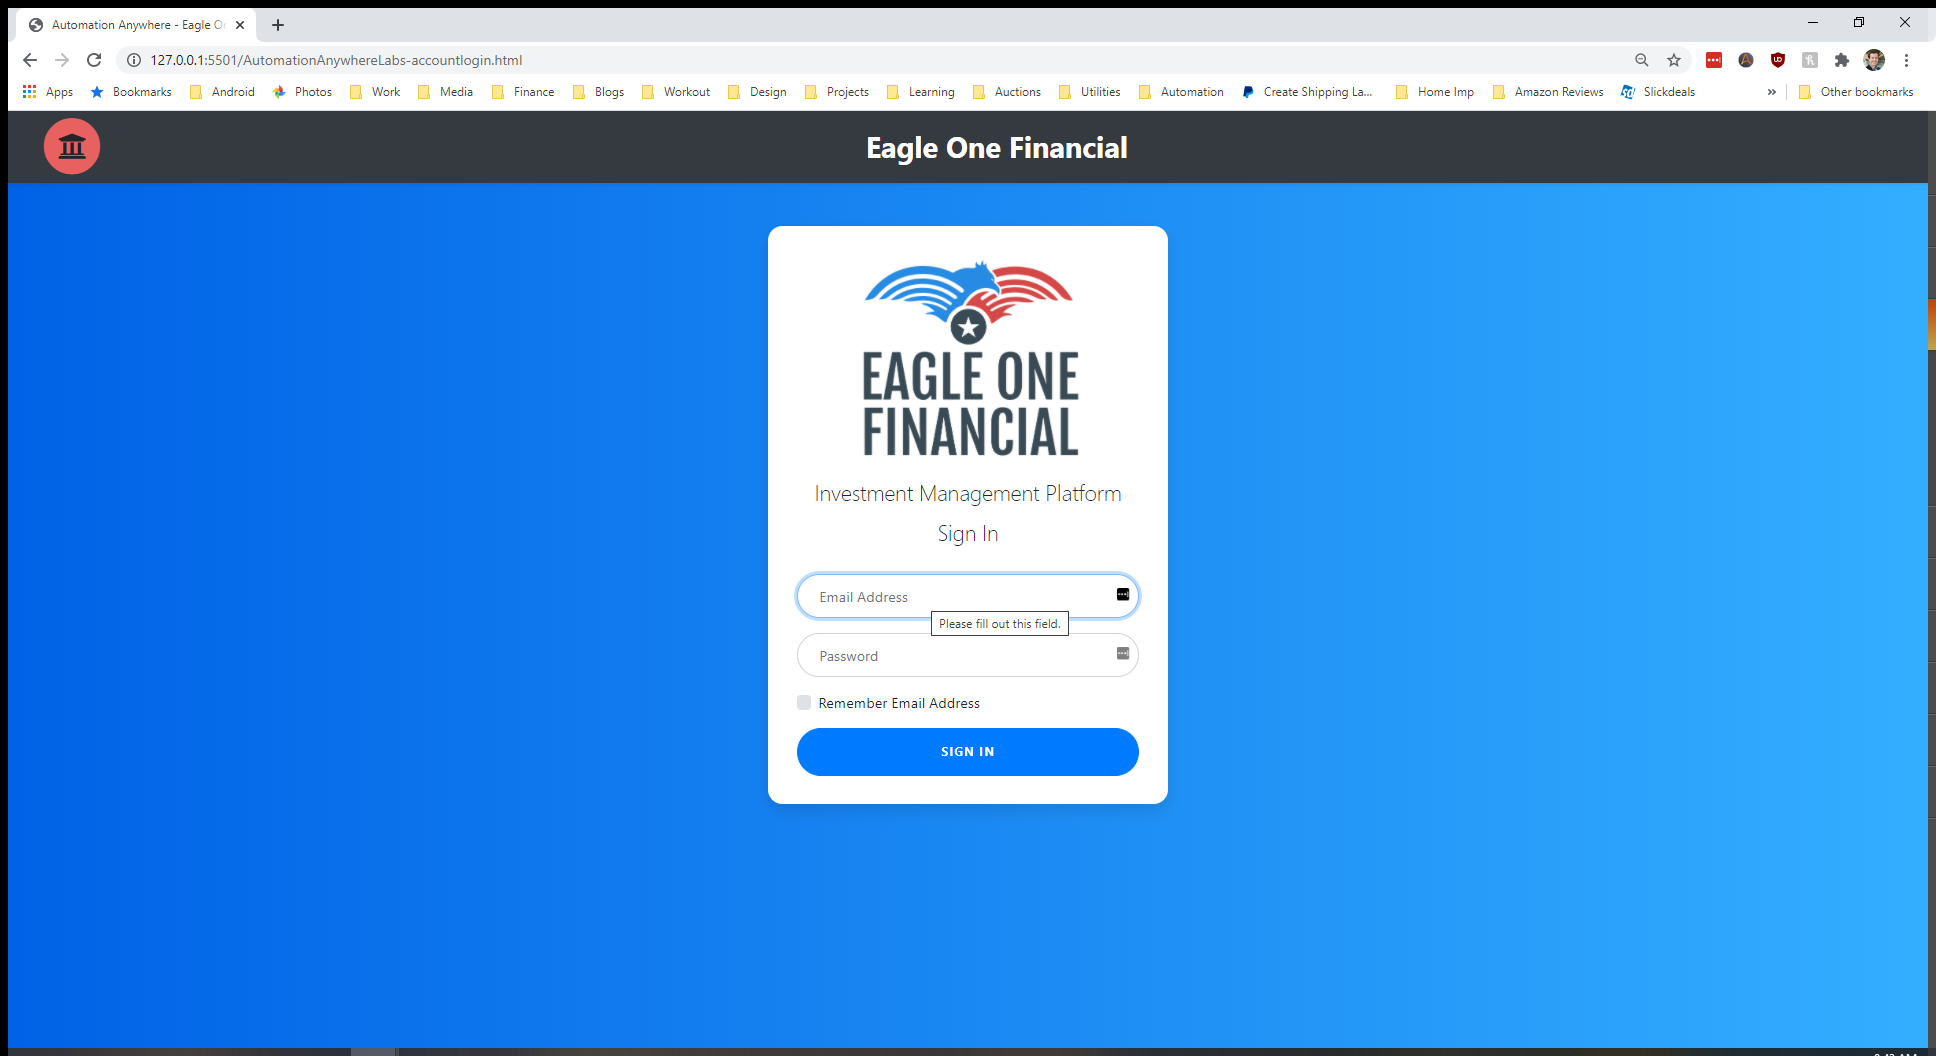 Automation Anywhere - Eagle O
127.0.0.1:5501/AutomationAnywhereLabs-accountlogin.html
Apps Bookmarks Android Photos Work Media Finance Blogs Workout Design Projects Learning Auctions Utilities Automation Create Shipping La... Home Imp Amazon Reviews Slickdeals » Other bookmarks
Eagle One Financial
EAGLE ONE
FINANCIAL
Investment Management Platform
Sign In
Email Address
Please fill out this field.
Password
Remember Email Address
SIGN IN